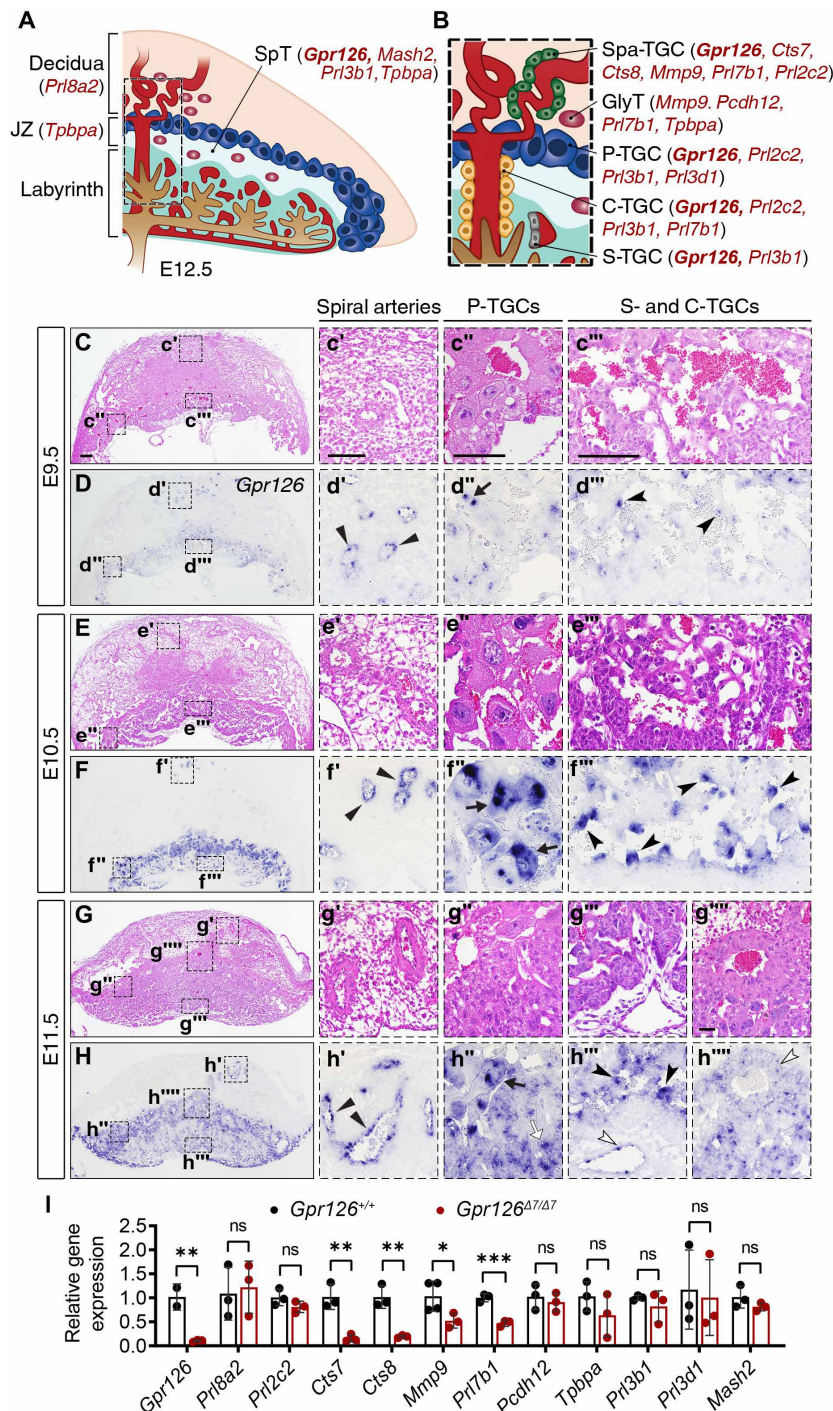 A
Decidua
(Prl8a2)
JZ (Tpbpa)
Labyrinth
SpT (Gpr126, Mash2,
Prl3b1,Tpbpa)
E12.5
B
Spa-TGC (Gpr126, Cts7,
Cts8, Mmp9, Prl7b1, Prl2c2)
GlyT (Mmp9. Pcdh12,
Prl7b1, Tpbpa)
P-TGC (Gpr126, Prl2c2,
Prl3b1, Prl3d1)
C-TGC (Gpr126, Prl2c2,
Prl3b1, Prl7b1)
S-TGC (Gpr126, Prl3b1)
Spiral arteries P-TGCs S- and C-TGCs
E9.5
C c' c'' c''' c' c'' c'''
D Gpr126 d' d'' d''' d' d'' d'''
E10.5
E e' e'' e''' e' e'' e'''
F f' f'' f''' f' f'' f'''
E11.5
G g' g'''' g'' g''' g' g'' g''' g''''
H h' h'''' h'' h''' h' h'' h''' h''''
I
Gpr126+/+ Gpr126Δ7/Δ7
Relative gene
expression
2.5
2.0
1.5
1.0
0.5
0.0
** ns ns ** ** * *** ns ns ns ns ns
Gpr126 Prl8a2 Prl2c2 Cts7 Cts8 Mmp9 Prl7b1 Pcdh12 Tpbpa Prl3b1 Prl3d1 Mash2